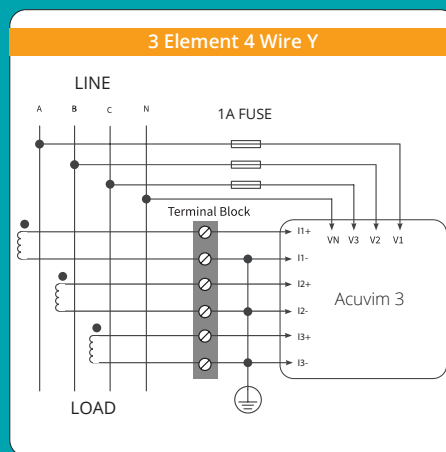 3 Element 4 Wire Y
LINE
A B C N
1A FUSE
Terminal Block
VN V3 V2 V1
I1+
I1-
I2+
Acuvim 3
I2-
I3+
I3-
LOAD